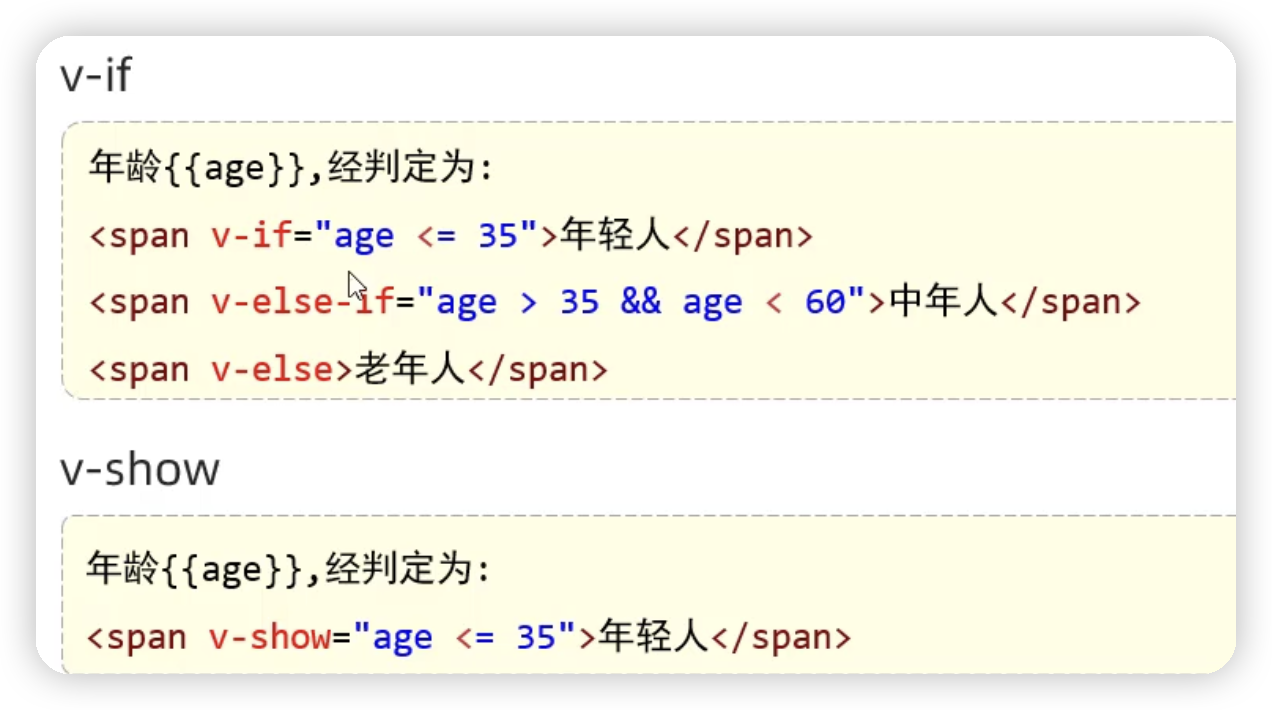 v-if
年龄{{age}},经判定为:
<span v-if="age <= 35">年轻人</span>
<span v-else-if="age > 35 && age < 60">中年人</span>
<span v-else>老年人</span>
v-show
年龄{{age}},经判定为:
<span v-show="age <= 35">年轻人</span>